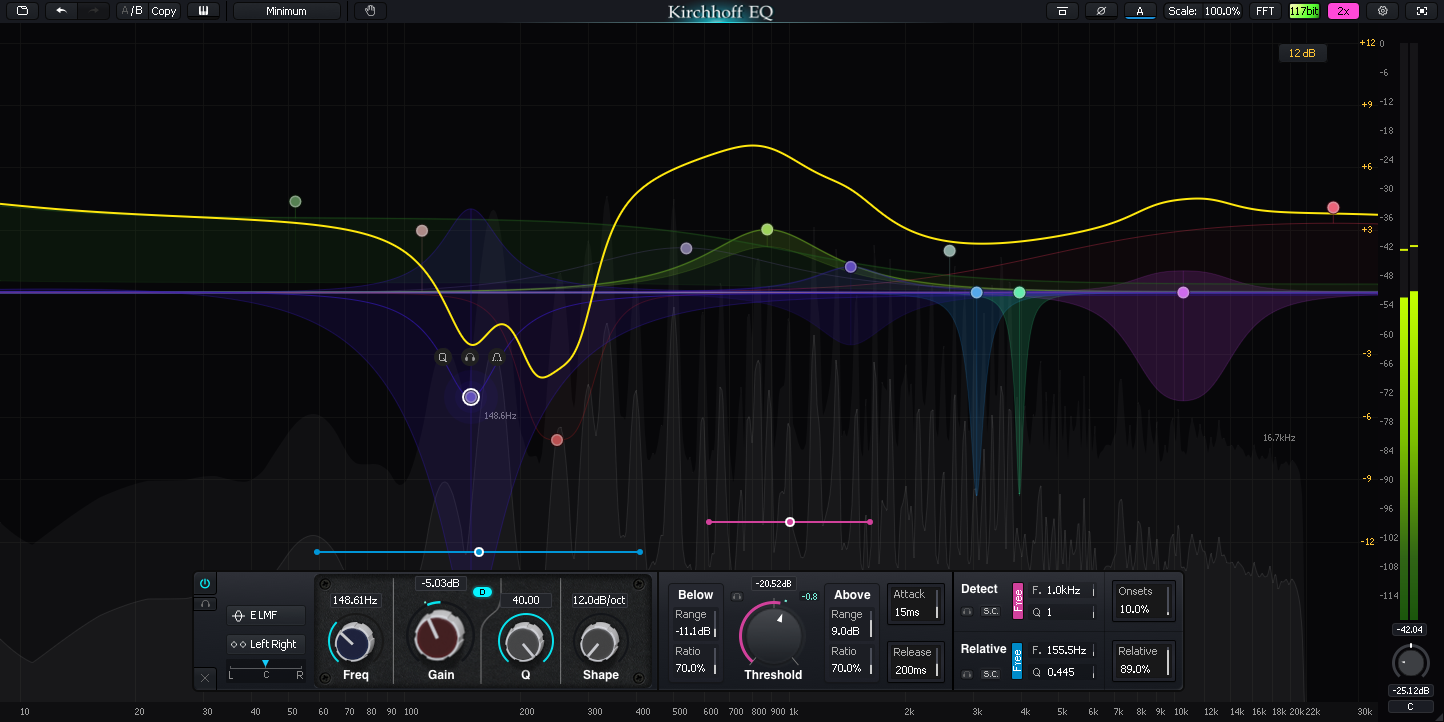 A/B Copy Minimum Kirchhoff EQ A Scale: 100.0% FFT 117bit 2x
12 dB
+12 0
-6
+9 -12
-18
+6 -24
-30
-36
+3 -42
-48
-54
-60
-3 -66
Q
-72
148.6Hz -6 -78
16.7kHz -84
-9 -90
-96
-12 -102
-108
-114
-5.03dB D
148.61Hz 40.00 12.0dB/oct
ELMF
Left Right
L C R
Freq Gain Q Shape
Below -20.52dB Above
Range -0.8 Range
-11.1dB 9.0dB
Ratio Ratio
70.0% 70.0%
Threshold
Attack
15ms
Release
200ms
Detect Free F. 1.0kHz
S.C. Q 1
Onsets
10.0%
Relative Free F. 155.5Hz
S.C. Q 0.445
Relative
89.0%
-42.04
-25.12dB
C
10 20 30 40 50 60 70 80 90 100 200 300 400 500 600 700 800 900 1k 2k 3k 4k 5k 6k 7k 8k 9k 10k 12k 14k 16k 18k 20k 22k 30k